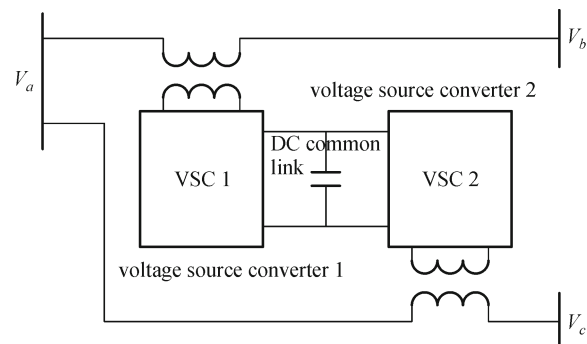 V_a
V_b
voltage source converter 2
DC common
link
VSC 1
VSC 2
voltage source converter 1
V_c